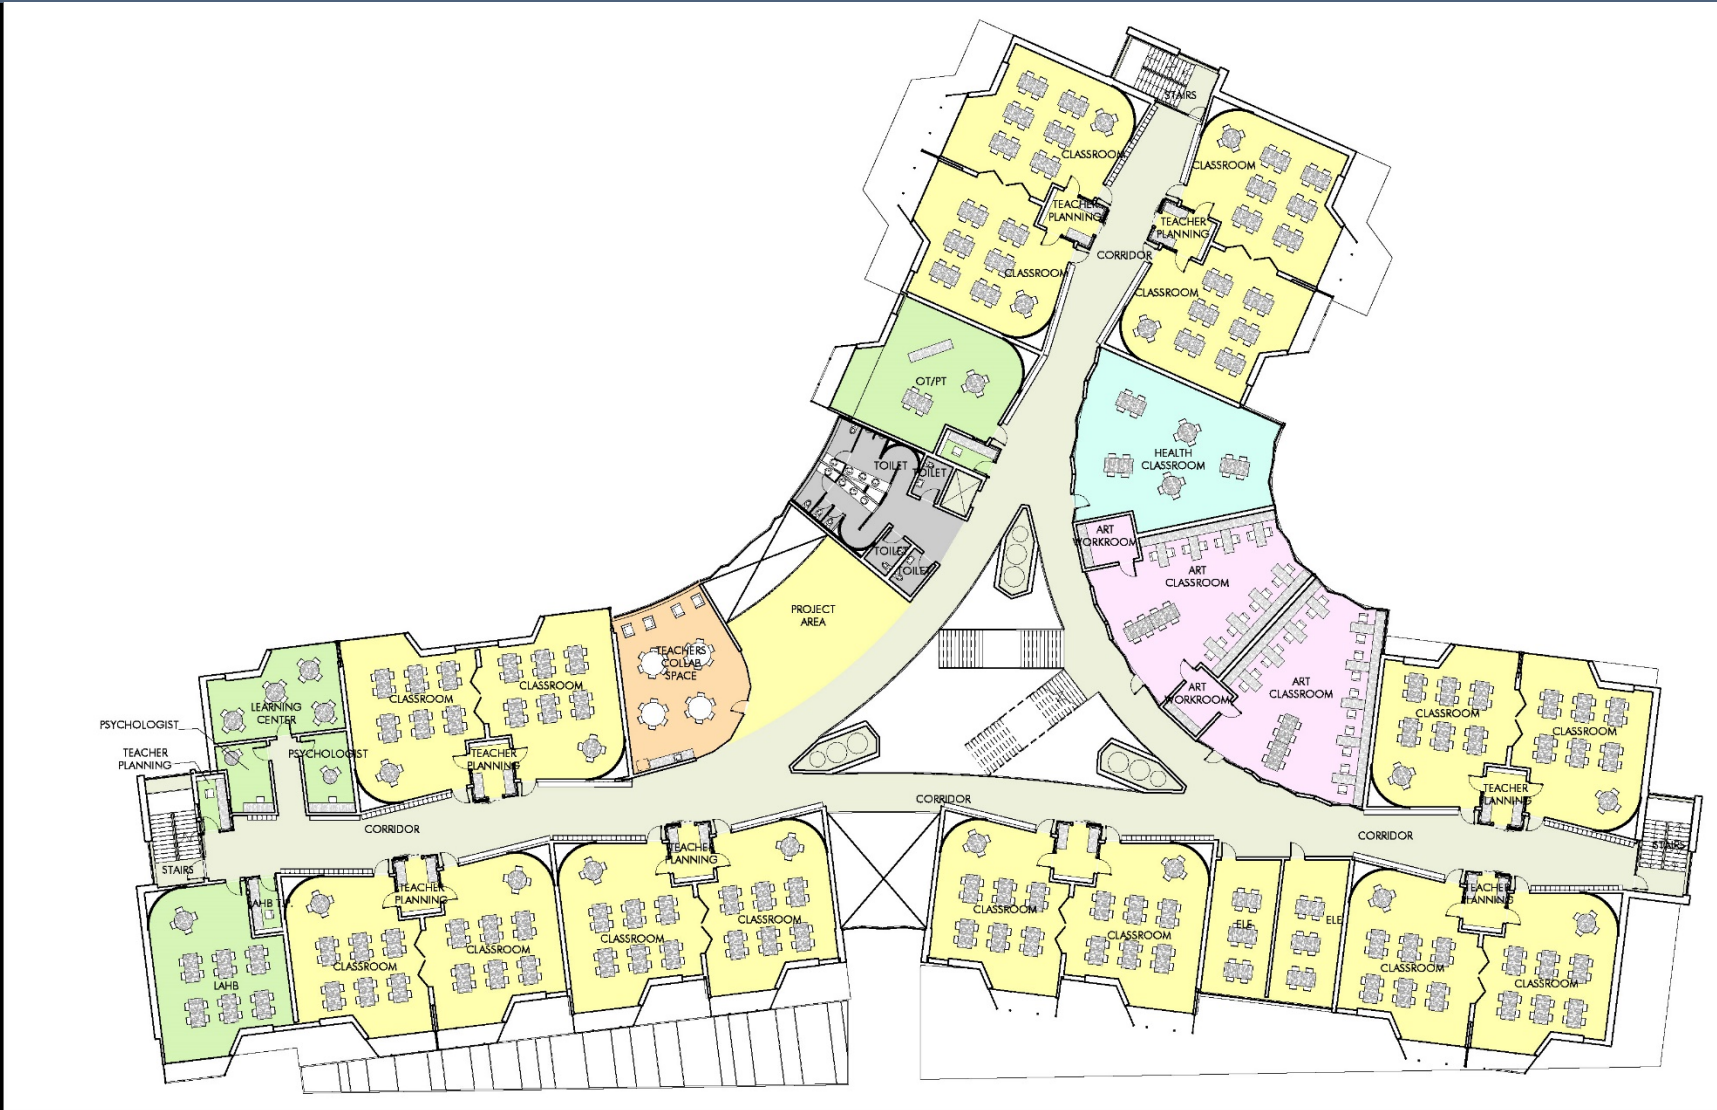 STAIRS
CLASSROOM
CLASSROOM
TEACHER
PLANNING
TEACHER
PLANNING
CORRIDOR
CLASSROOM
CLASSROOM
OT/PT
HEALTH
CLASSROOM
TOILET
TOILET
ART
WORKROOM
ART
CLASSROOM
TOILET
TOILET
PROJECT
AREA
TEACHERS
COLLAB
SPACE
ART
CLASSROOM
ART
WORKROOM
CLASSROOM
CLASSROOM
LEARNING
CENTER
PSYCHOLOGIST
PSYCHOLOGIST
TEACHER
PLANNING
TEACHER
PLANNING
CLASSROOM
CLASSROOM
TEACHER
PLANNING
CORRIDOR
CORRIDOR
CORRIDOR
STAIRS
STAIRS
TEACHER
PLANNING
TEACHER
PLANNING
TEACHER
PLANNING
LAHB
CLASSROOM
CLASSROOM
CLASSROOM
CLASSROOM
CLASSROOM
CLASSROOM
ELE
ELE
CLASSROOM
CLASSROOM
LAHB